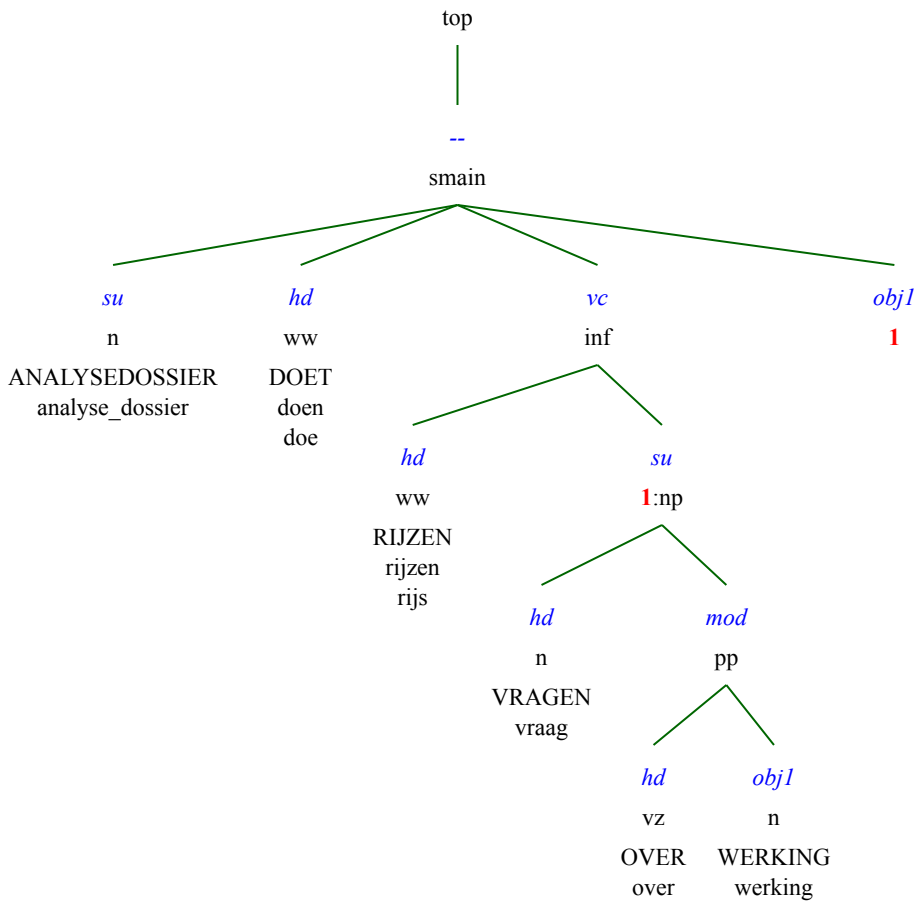 top
--
smain
su hd vc obj1
n ww inf 1
ANALYSEDOSSIER DOET
analyse_dossier doen
doe
hd su
ww 1:np
RIJZEN
rijzen
rijs
hd mod
n pp
VRAGEN
vraag
hd obj1
vz n
OVER WERKING
over werking